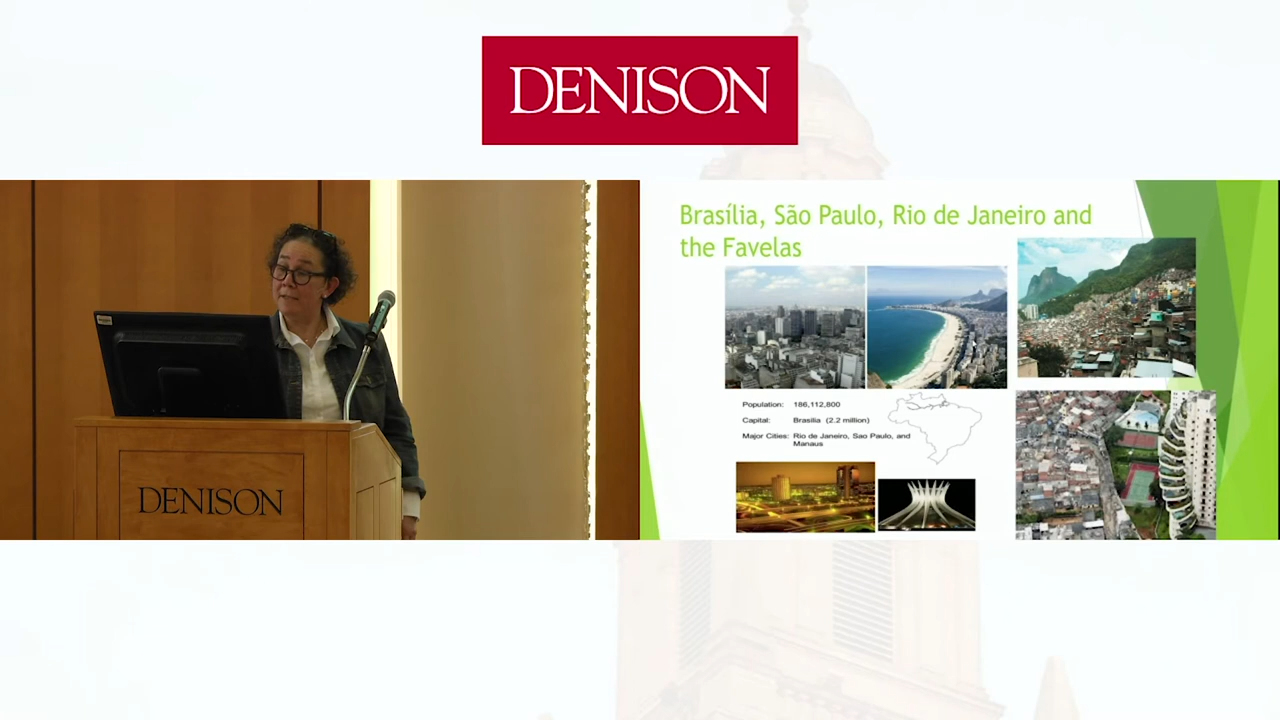 DENISON
DENISON
Brasília, São Paulo, Rio de Janeiro and
the Favelas
Population: 186,112,800
Capital: Brasília (2.2 million)
Major Cities: Rio de Janeiro, Sao Paulo, and
Manaus